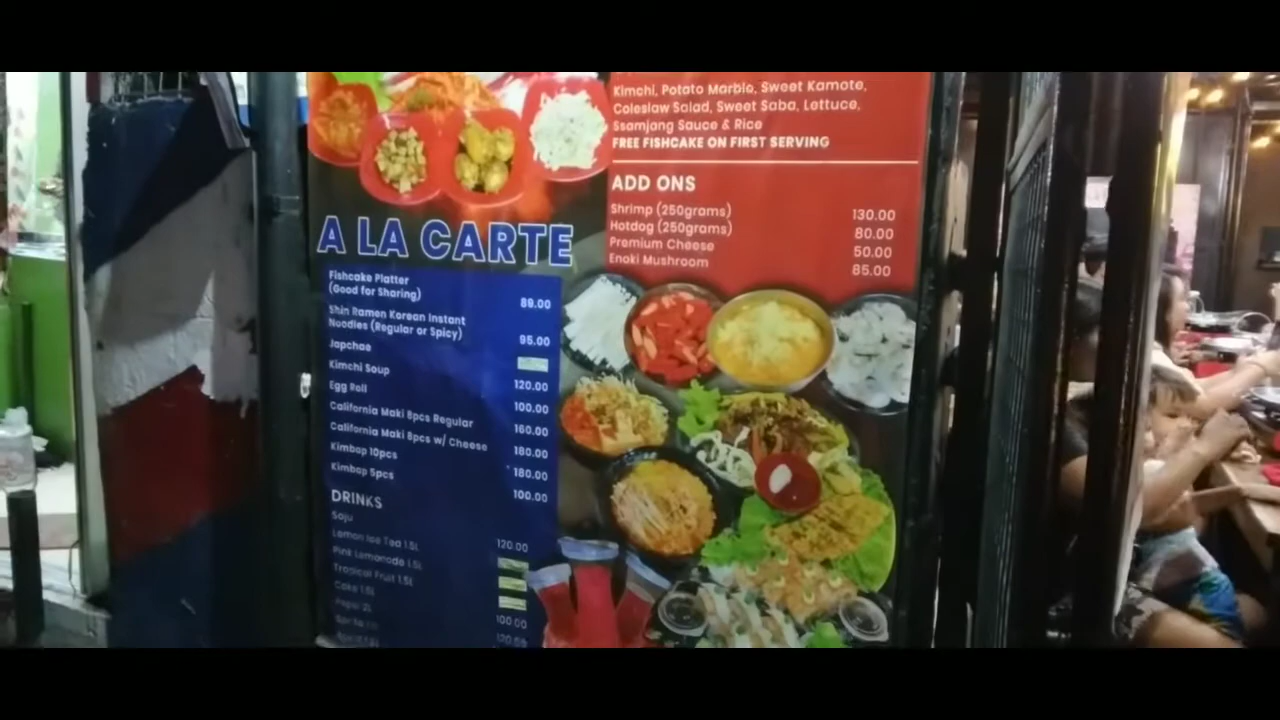 Kimchi, Potato Marble, Sweet Kamote,
Coleslaw Salad, Sweet Saba, Lettuce,
Ssamjang Sauce & Rice
FREE FISHCAKE ON FIRST SERVING
ADD ONS
Shrimp (250grams) 130.00
Hotdog (250grams) 80.00
Premium Cheese 50.00
Enoki Mushroom 85.00
A LA CARTE
Fishcake Platter
(Good for Sharing) 89.00
Shin Ramen Korean Instant
Noodles (Regular or Spicy) 95.00
Japchae
Kimchi Soup 120.00
Egg Roll 100.00
California Maki 8pcs Regular 160.00
California Maki 8pcs w/ Cheese 180.00
Kimbap 10pcs 180.00
Kimbap 5pcs 100.00
DRINKS
Soju 120.00
Lemon Ice Tea 1.5L
Pink Lemonade 1.5L
Tropical Fruit 1.5L
Coke 1.5L 100.00
Pepsi 2L